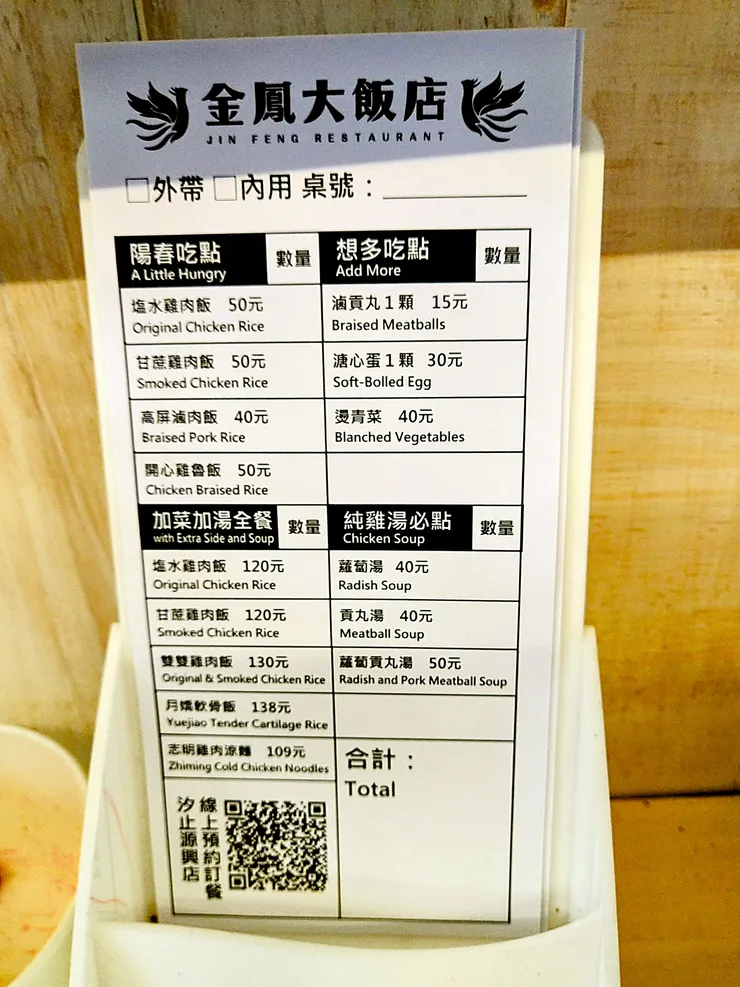 金鳳大飯店
JIN FENG RESTAURANT
□外帶 □內用 桌號：
陽春吃點 數量
A Little Hungry
塩水雞肉飯 50元
Original Chicken Rice
甘蔗雞肉飯 50元
Smoked Chicken Rice
高屏滷肉飯 40元
Braised Pork Rice
開心雞魯飯 50元
Chicken Braised Rice
想多吃點 數量
Add More
滷貢丸1顆 15元
Braised Meatballs
溏心蛋1顆 30元
Soft-Bolled Egg
燙青菜 40元
Blanched Vegetables
加菜加湯全餐 數量
with Extra Side and Soup
塩水雞肉飯 120元
Original Chicken Rice
甘蔗雞肉飯 120元
Smoked Chicken Rice
雙雙雞肉飯 130元
Original & Smoked Chicken Rice
月嬌軟骨飯 138元
Yuejiao Tender Cartilage Rice
志明雞肉涼麵 109元
Zhiming Cold Chicken Noodles
純雞湯必點 數量
Chicken Soup
蘿蔔湯 40元
Radish Soup
貢丸湯 40元
Meatball Soup
蘿蔔貢丸湯 50元
Radish and Pork Meatball Soup
合計：
Total
線上預約訂餐
汐止源興店